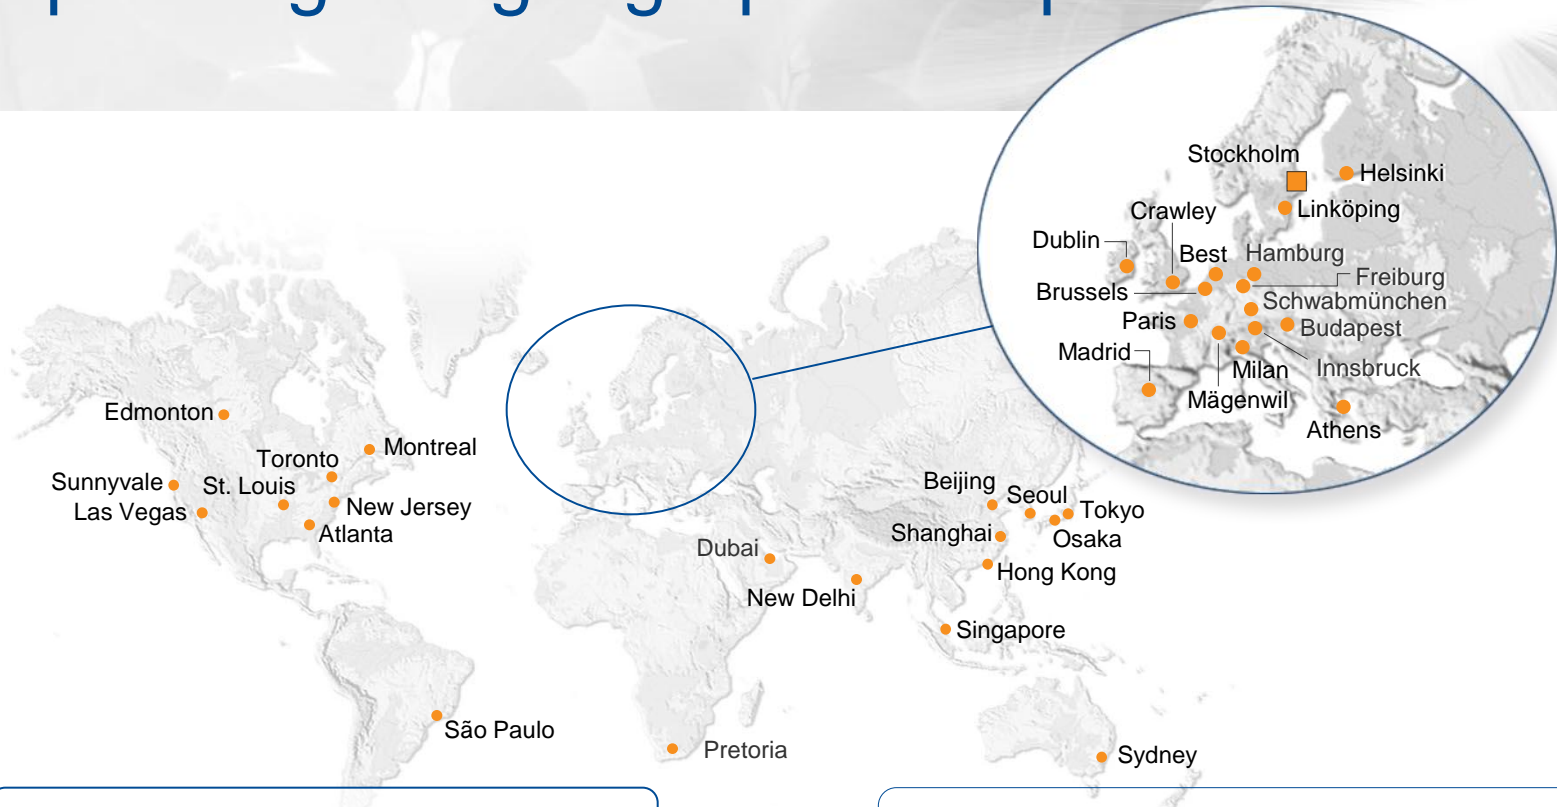 Stockholm
Helsinki
Linköping
Crawley
Dublin
Best
Hamburg
Freiburg
Brussels
Schwabmünchen
Paris
Budapest
Madrid
Milan
Innsbruck
Mägenwil
Athens
Edmonton
Montreal
Toronto
Sunnyvale
St. Louis
Las Vegas
New Jersey
Atlanta
Beijing
Seoul
Tokyo
Shanghai
Osaka
Dubai
Hong Kong
New Delhi
Singapore
São Paulo
Pretoria
Sydney